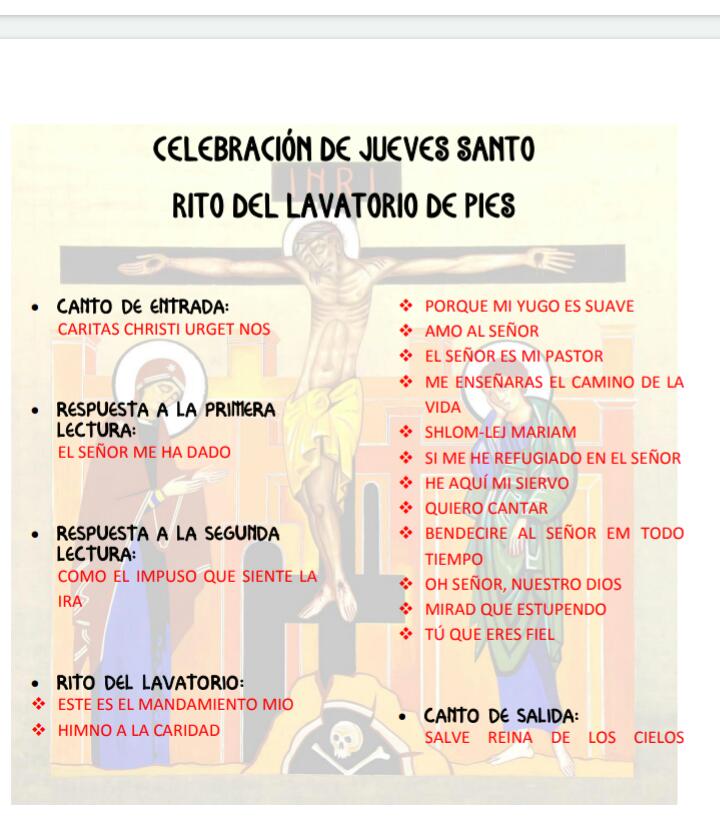 CELEBRACIÓN DE JUEVES SANTO
INRI
RITO DEL LAVATORIO DE PIES
• CANTO DE ENTRADA:
CARITAS CHRISTI URGET NOS
• RESPUESTA A LA PRIMERA
LECTURA:
EL SEÑOR ME HA DADO
• RESPUESTA A LA SEGUNDA
LECTURA:
COMO EL IMPUSO QUE SIENTE LA
IRA
• RITO DEL LAVATORIO:
❖ ESTE ES EL MANDAMIENTO MIO
❖ HIMNO A LA CARIDAD
❖ PORQUE MI YUGO ES SUAVE
❖ AMO AL SEÑOR
❖ EL SEÑOR ES MI PASTOR
❖ ME ENSEÑARAS EL CAMINO DE LA
VIDA
❖ SHLOM-LEJ MARIAM
❖ SI ME HE REFUGIADO EN EL SEÑOR
❖ HE AQUÍ MI SIERVO
❖ QUIERO CANTAR
❖ BENDECIRE AL SEÑOR EM TODO
TIEMPO
❖ OH SEÑOR, NUESTRO DIOS
❖ MIRAD QUE ESTUPENDO
❖ TÚ QUE ERES FIEL
• CANTO DE SALIDA:
SALVE REINA DE LOS CIELOS